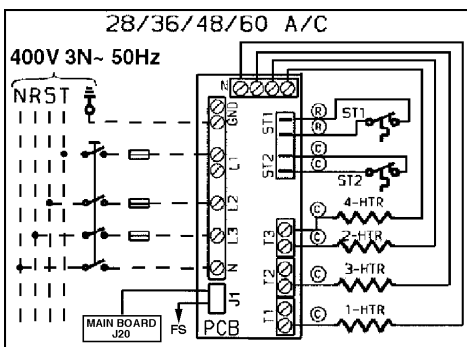 28/36/48/60 A/C
400V 3N~ 50Hz
N R S T
N
GND
L1
L2
L3
N
J1
PCB
ST1
ST2
T3
T2
T1
R
R
C
C
ST1
ST2
C
4-HTR
2-HTR
C
3-HTR
C
1-HTR
MAIN BOARD
J20
FS